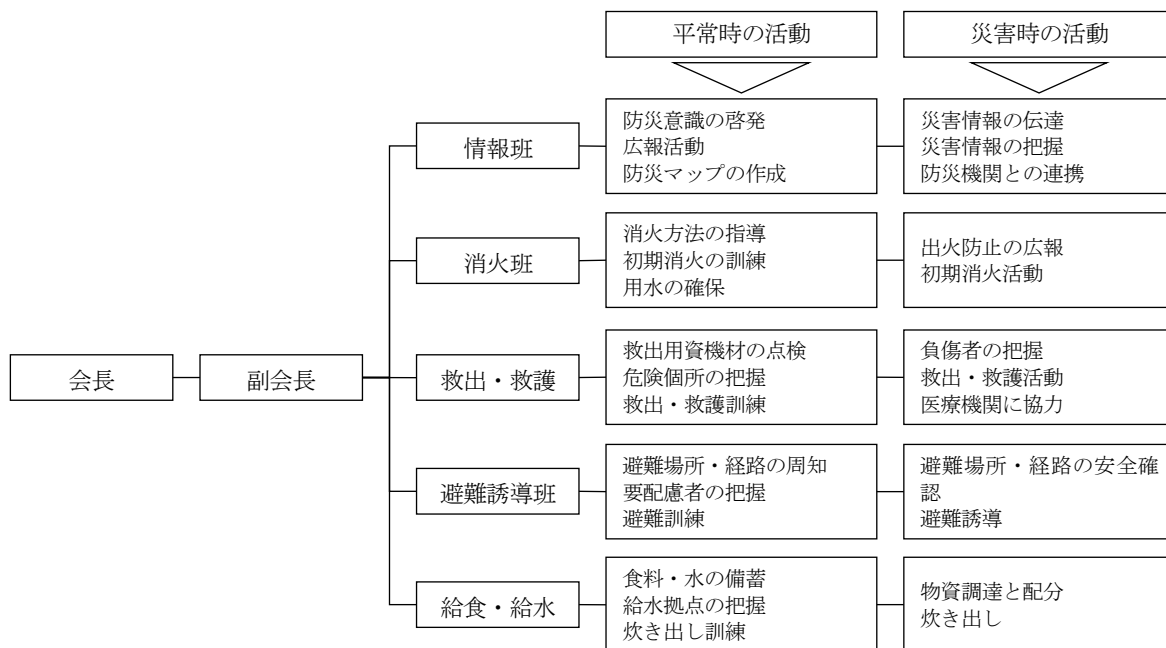 平常時の活動
災害時の活動
情報班
防災意識の啓発
広報活動
防災マップの作成
災害情報の伝達
災害情報の把握
防災機関との連携
消火班
消火方法の指導
初期消火の訓練
用水の確保
出火防止の広報
初期消火活動
会長
副会長
救出・救護
救出用資機材の点検
危険個所の把握
救出・救護訓練
負傷者の把握
救出・救護活動
医療機関に協力
避難誘導班
避難場所・経路の周知
要配慮者の把握
避難訓練
避難場所・経路の安全確
認
避難誘導
給食・給水
食料・水の備蓄
給水拠点の把握
炊き出し訓練
物資調達と配分
炊き出し